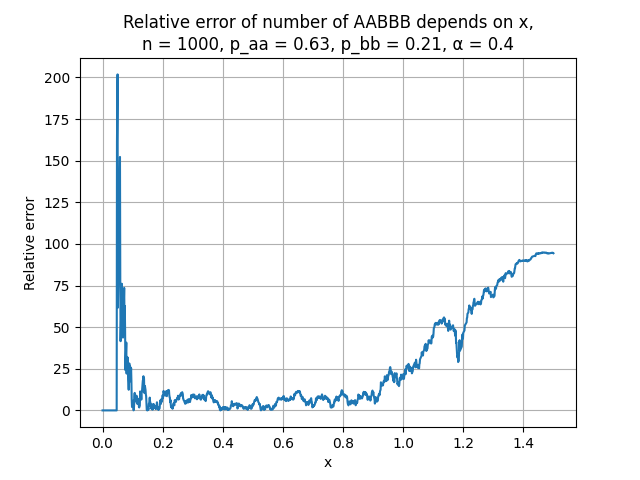 Relative error of number of AABBB depends on x,
n = 1000, p_aa = 0.63, p_bb = 0.21, α = 0.4
200
175
150
125
100
75
50
25
0
Relative error
0.0 0.2 0.4 0.6 0.8 1.0 1.2 1.4
x